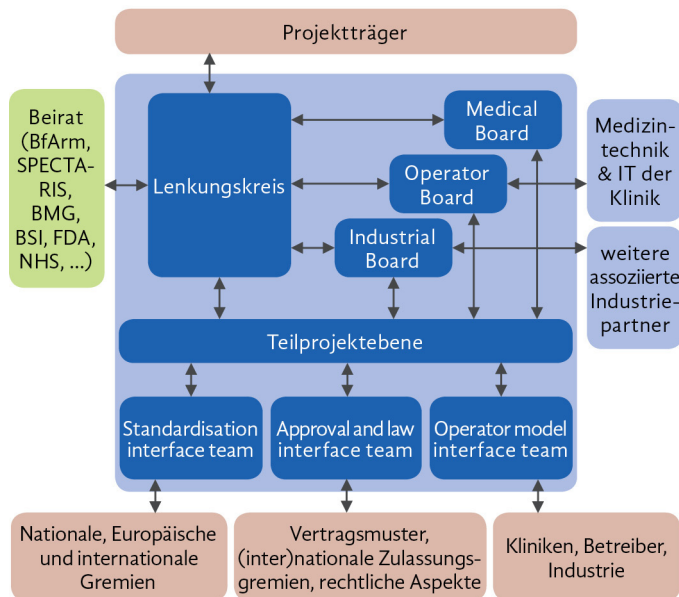 Projektträger
Beirat
(BfArm,
SPECTA-
RIS,
BMG,
BSI, FDA,
NHS, ...)
Lenkungskreis
Medical
Board
Operator
Board
Industrial
Board
Medizin-
technik
& IT der
Klinik
weitere
assoziierte
Industrie-
partner
Teilprojektebene
Standardisation
interface team
Approval and law
interface team
Operator model
interface team
Nationale, Europäische
und internationale
Gremien
Vertragsmuster,
(inter)nationale Zulassungs-
gremien, rechtliche Aspekte
Kliniken, Betreiber,
Industrie